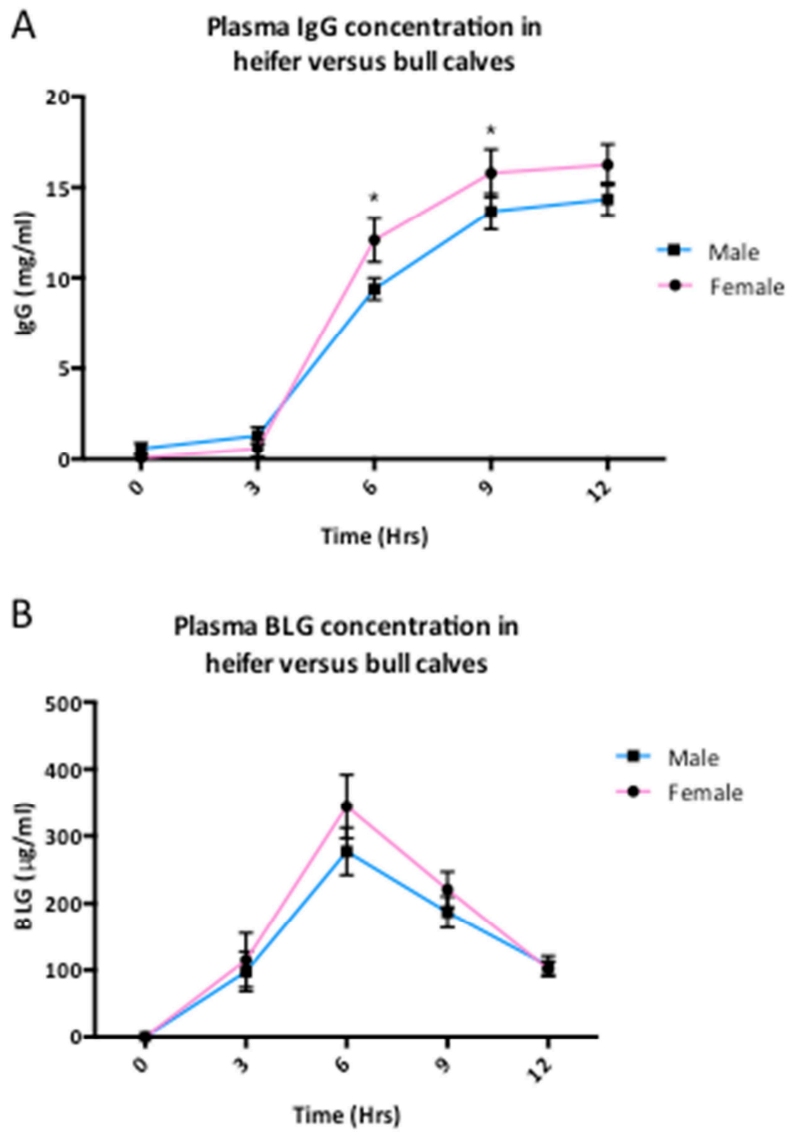 A
Plasma IgG concentration in
heifer versus bull calves
20
15
10
5
0
IgG (mg/ml)
*
*
Male
Female
0
3
6
9
12
Time (Hrs)
B
Plasma BLG concentration in
heifer versus bull calves
500
400
300
200
100
0
BLG (µg/ml)
Male
Female
0
3
6
9
12
Time (Hrs)